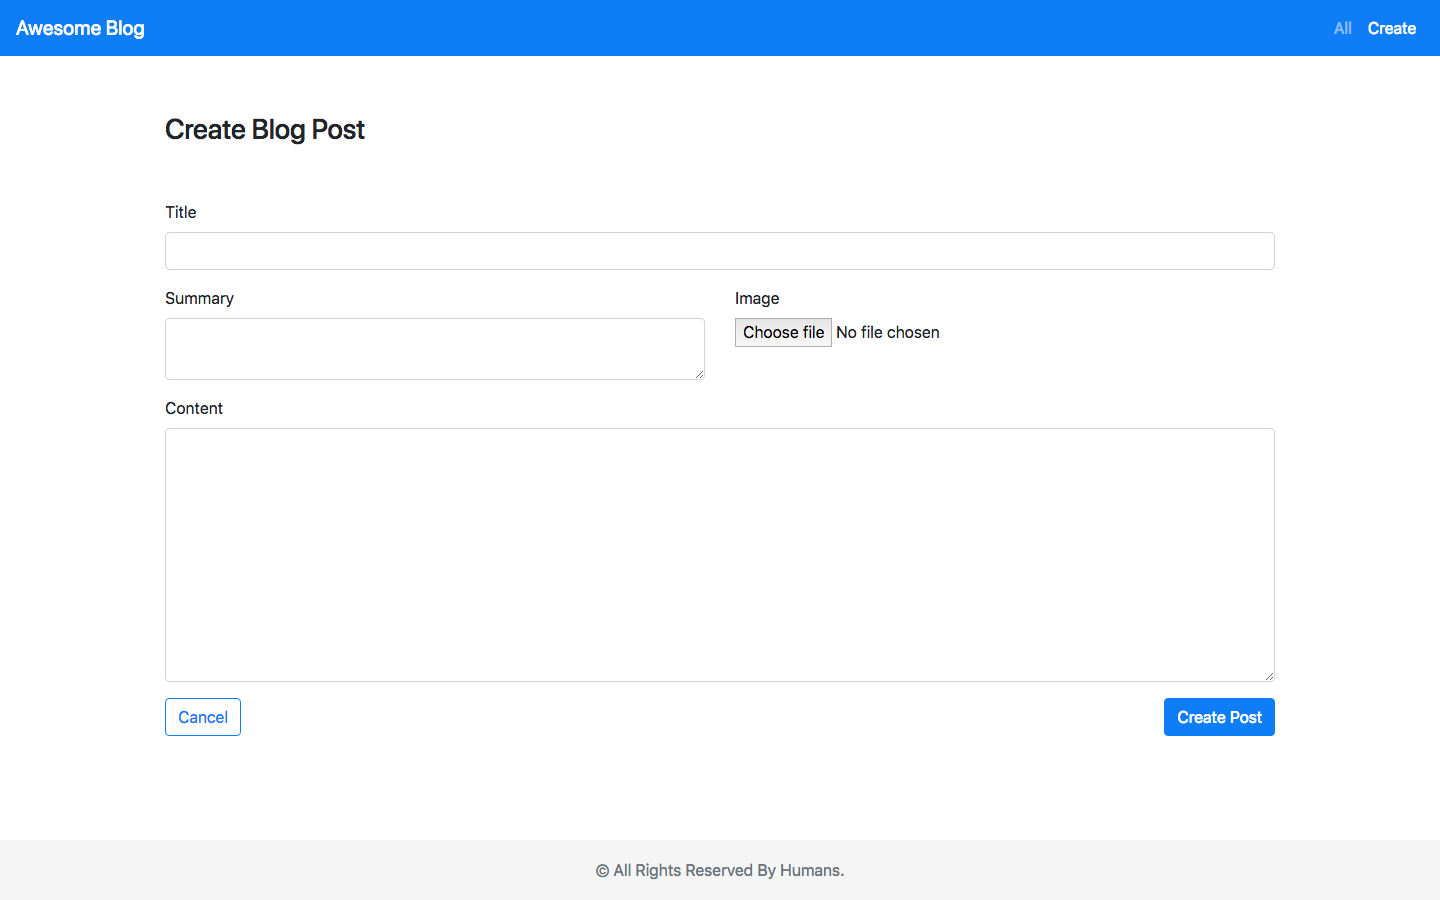 Awesome Blog All Create
Create Blog Post
Title
Summary Image
Choose file No file chosen
Content
Cancel Create Post
© All Rights Reserved By Humans.